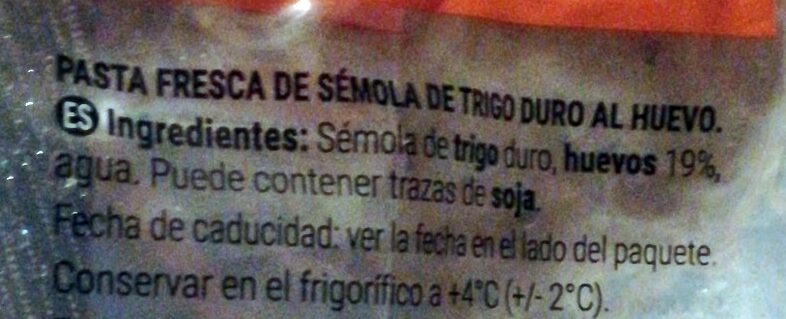 PASTA FRESCA DE SÉMOLA DE TRIGO DURO AL HUEVO.
ES Ingredientes: Sémola de trigo duro, huevos 19%,
agua. Puede contener trazas de soja.
Fecha de caducidad: ver la fecha en el lado del paquete.
Conservar en el frigorífico a +4°C (+/- 2°C).